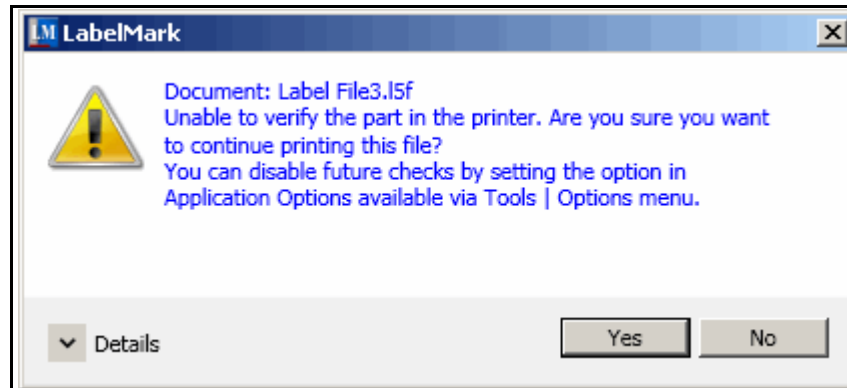 LM LabelMark
Document: Label File3.l5f
Unable to verify the part in the printer. Are you sure you want
to continue printing this file?
You can disable future checks by setting the option in
Application Options available via Tools | Options menu.
Details
Yes
No